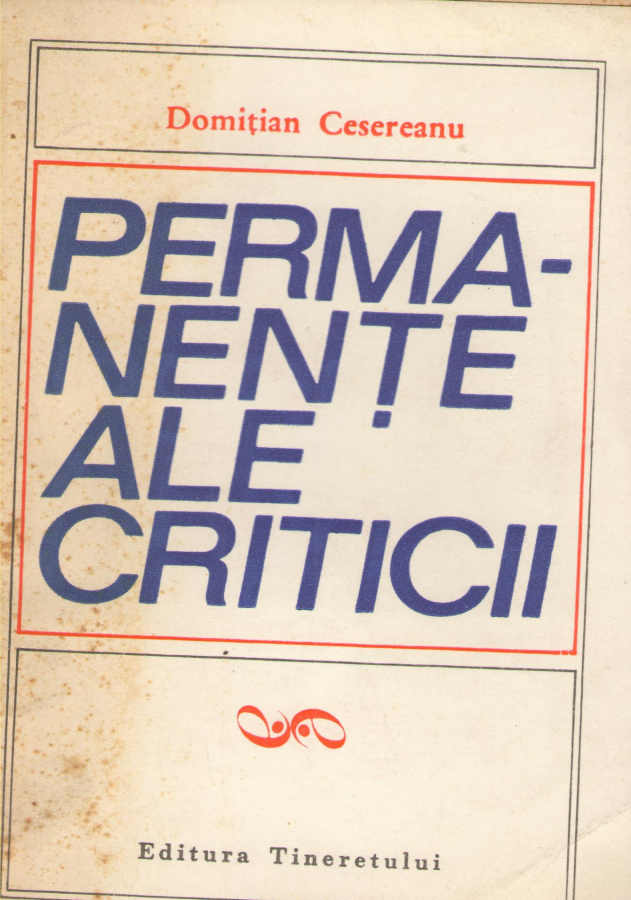 Domițian Cesereanu
PERMA-
NENȚE
ALE
CRITICII
Editura Tineretului